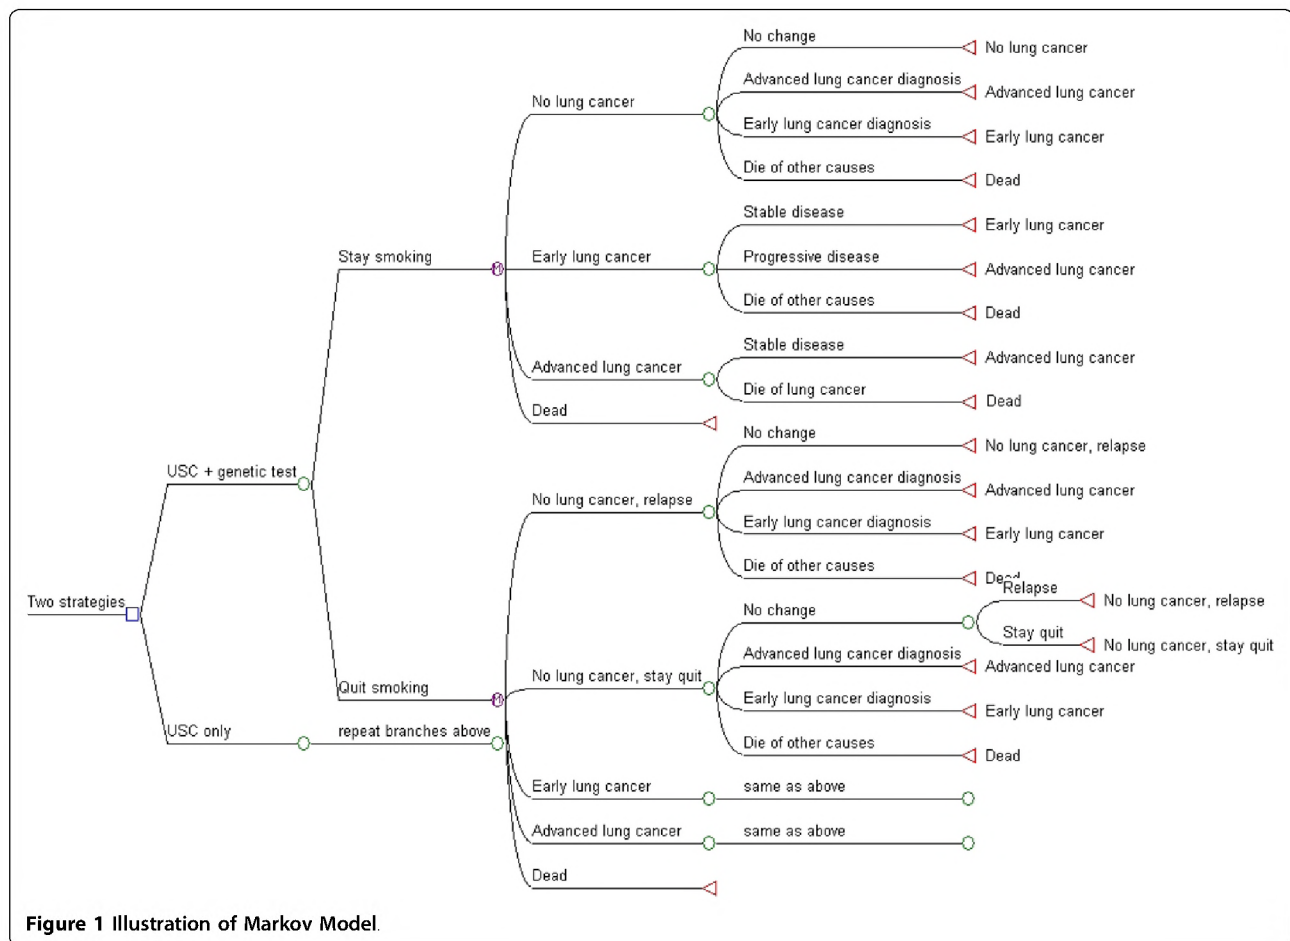 No change
No lung cancer
Advanced lung cancer diagnosis
Advanced lung cancer
No lung cancer
Early lung cancer diagnosis
Early lung cancer
Die of other causes
Dead
Stable disease
Early lung cancer
Stay smoking
Early lung cancer
Progressive disease
Advanced lung cancer
Die of other causes
Dead
Stable disease
Advanced lung cancer
Advanced lung cancer
Die of lung cancer
Dead
Dead
No change
No lung cancer, relapse
USC + genetic test
Advanced lung cancer diagnosis
Advanced lung cancer
No lung cancer, relapse
Early lung cancer diagnosis
Early lung cancer
Die of other causes
Dead
Relapse
No lung cancer, relapse
Two strategies
No change
Stay quit
No lung cancer, stay quit
Advanced lung cancer diagnosis
Advanced lung cancer
No lung cancer, stay quit
Quit smoking
Early lung cancer diagnosis
Early lung cancer
USC only
repeat branches above
Die of other causes
Dead
Early lung cancer
same as above
Advanced lung cancer
same as above
Dead
Figure 1 Illustration of Markov Model.